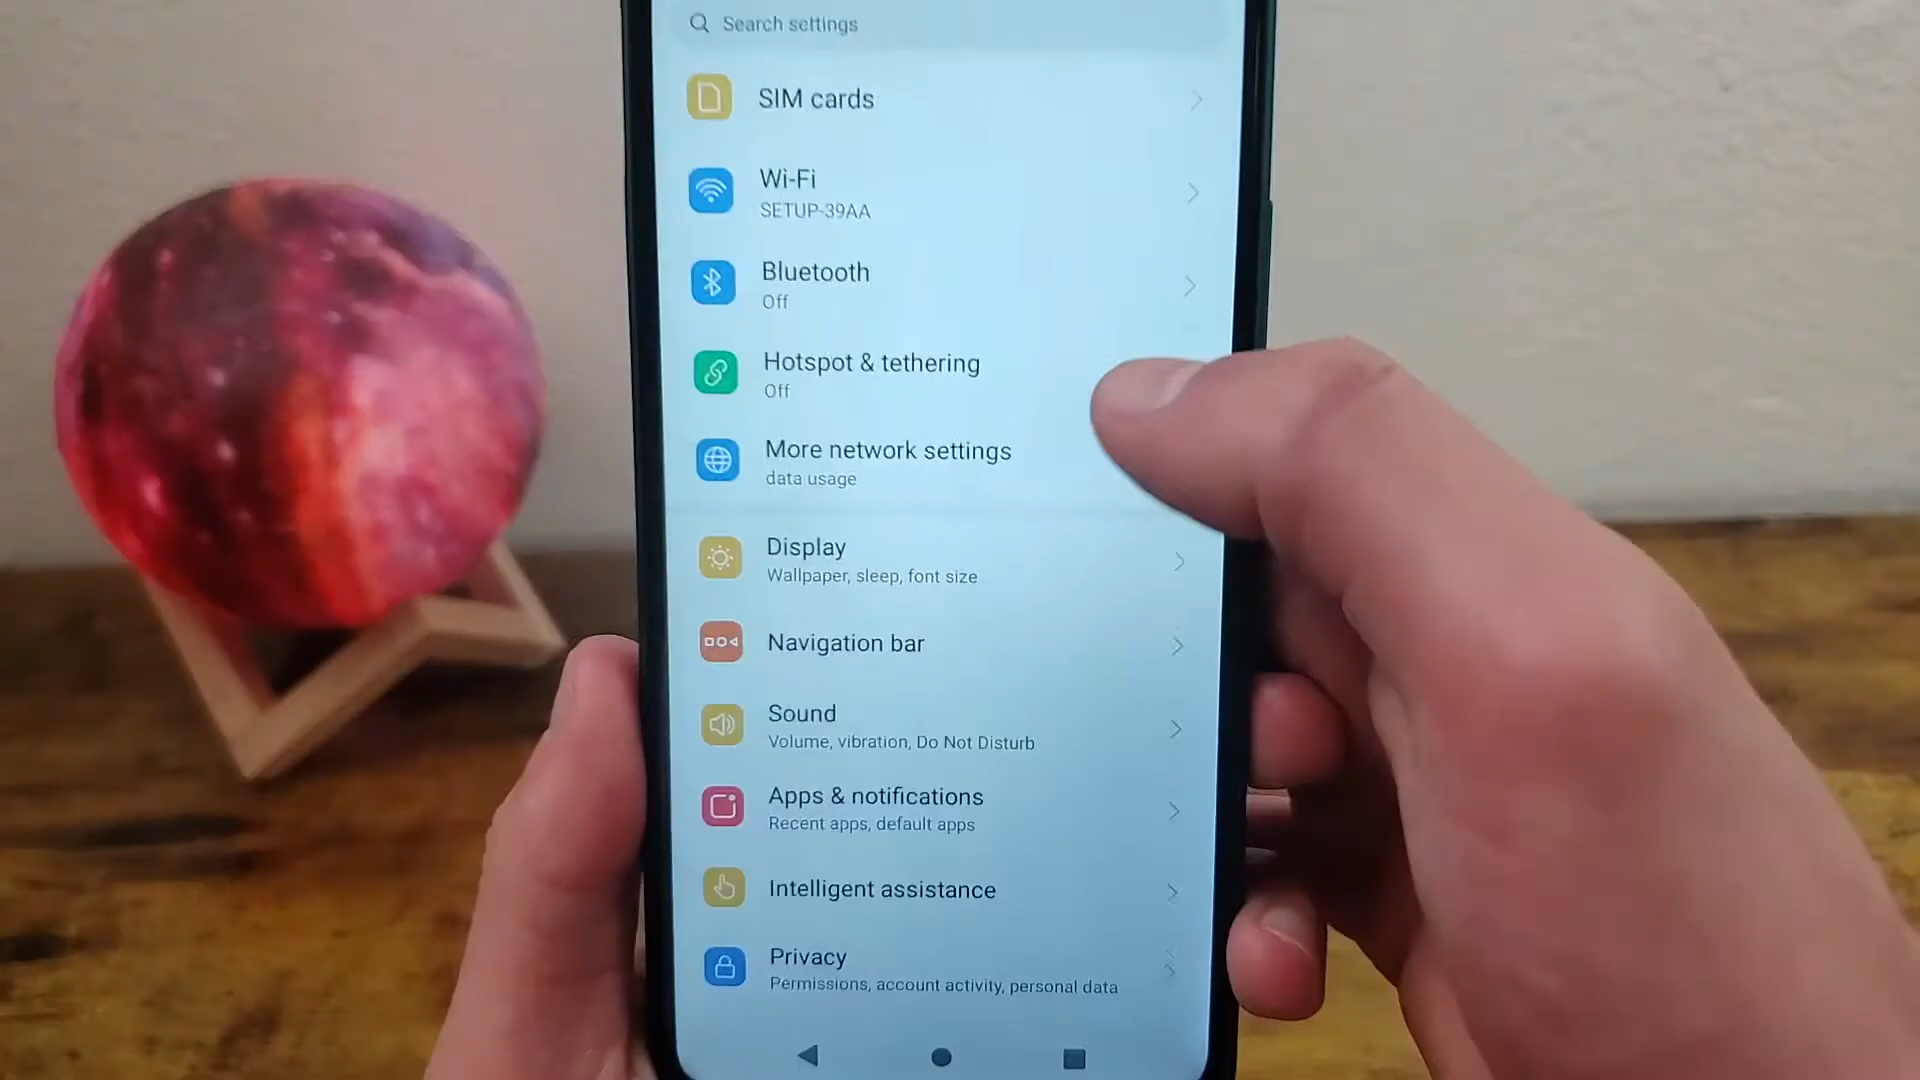 Search settings
SIM cards
Wi-Fi
SETUP-39AA
Bluetooth
Off
Hotspot & tethering
Off
More network settings
data usage
Display
Wallpaper, sleep, font size
Navigation bar
Sound
Volume, vibration, Do Not Disturb
Apps & notifications
Recent apps, default apps
Intelligent assistance
Privacy
Permissions, account activity, personal data